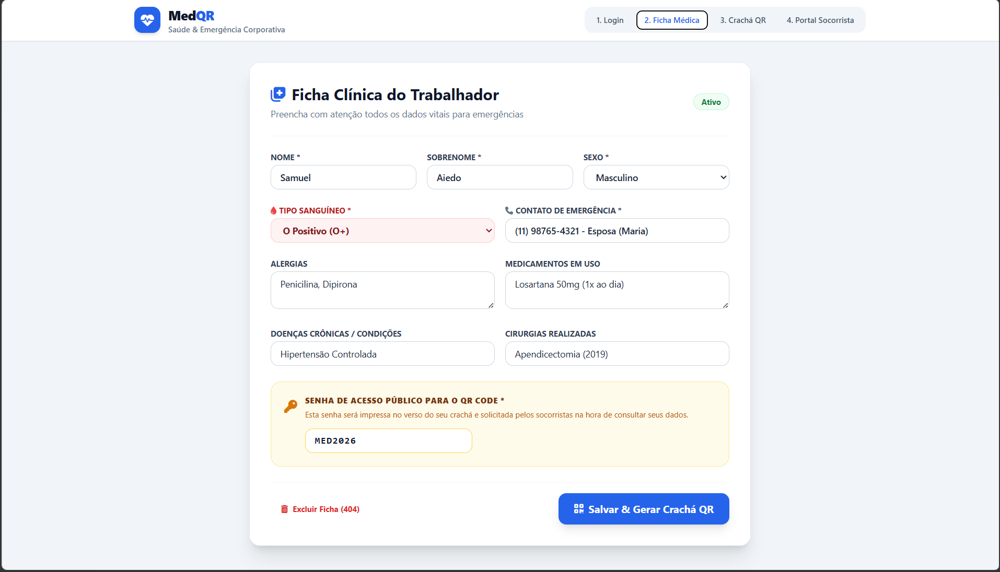 MedQR
Saúde & Emergência Corporativa
1. Login
2. Ficha Médica
3. Crachá QR
4. Portal Socorrista
Ficha Clínica do Trabalhador
Preencha com atenção todos os dados vitais para emergências
Ativo
NOME *
SOBRENOME *
SEXO *
Samuel
Aiedo
Masculino
TIPO SANGUÍNEO *
CONTATO DE EMERGÊNCIA *
O Positivo (O+)
(11) 98765-4321 - Esposa (Maria)
ALERGIAS
MEDICAMENTOS EM USO
Penicilina, Dipirona
Losartana 50mg (1x ao dia)
DOENÇAS CRÔNICAS / CONDIÇÕES
CIRURGIAS REALIZADAS
Hipertensão Controlada
Apendicectomia (2019)
SENHA DE ACESSO PÚBLICO PARA O QR CODE *
Esta senha será impressa no verso do seu crachá e solicitada pelos socorristas na hora de consultar seus dados.
MED2026
Excluir Ficha (404)
Salvar & Gerar Crachá QR